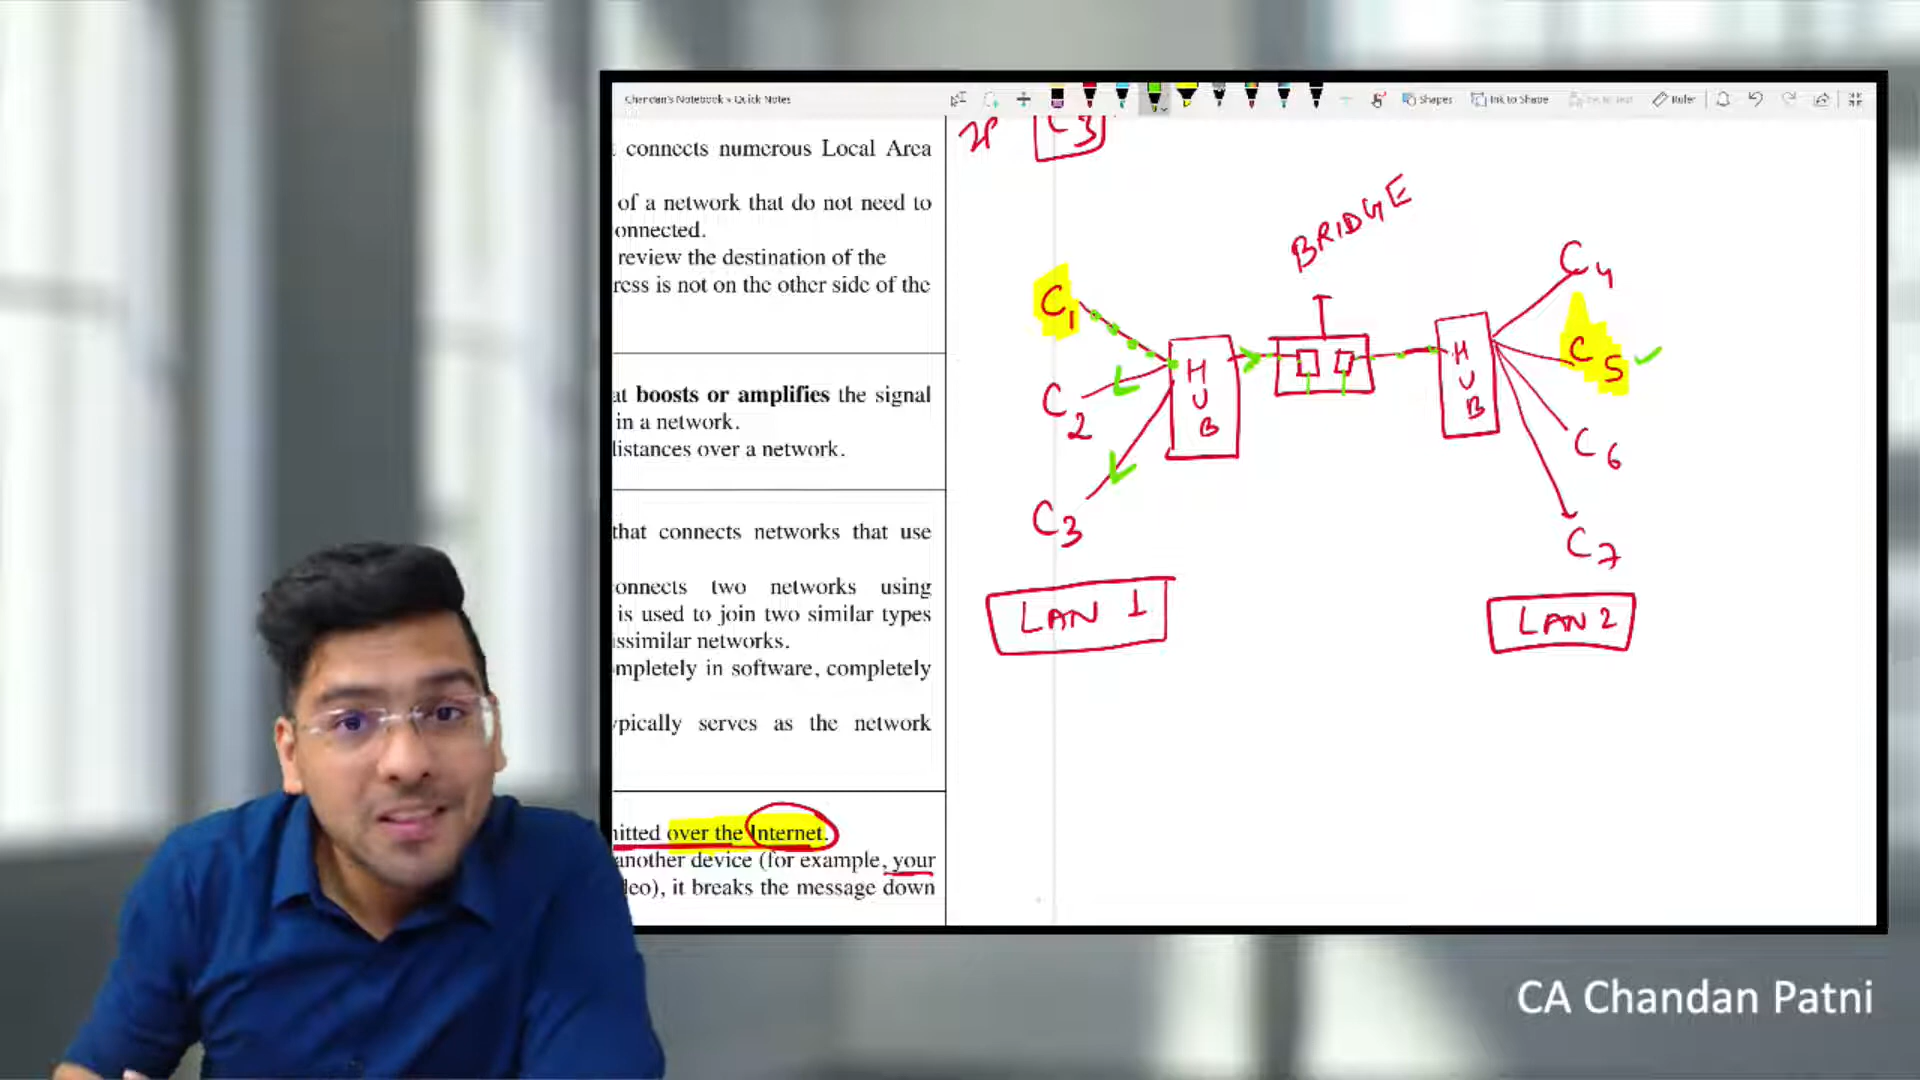 Chandan's Notebook » Quick Notes
Shapes
Ink to Shape
Ruler
connects numerous Local Area
of a network that do not need to
onnected.
review the destination of the
ress is not on the other side of the
at boosts or amplifies the signal
in a network.
listances over a network.
that connects networks that use
onnects two networks using
is used to join two similar types
issimilar networks.
mpletely in software, completely
ypically serves as the network
nitted over the Internet.
another device (for example, your
leo), it breaks the message down
BRIDGE
C1
C2
C3
HUB
HUB
C4
C5
C6
C7
LAN 1
LAN 2
CA Chandan Patni